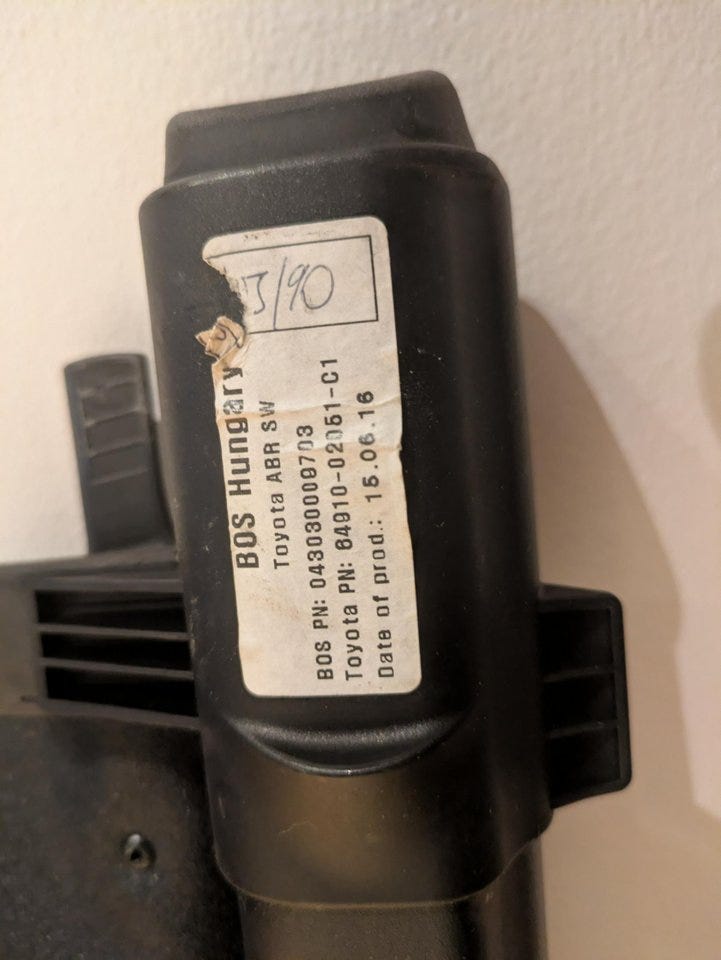 /90
BOS Hungary
Toyota ABR SW
BOS PN: 043030009703
Toyota PN: 64910-02051-C1
Date of prod.: 15.06.16